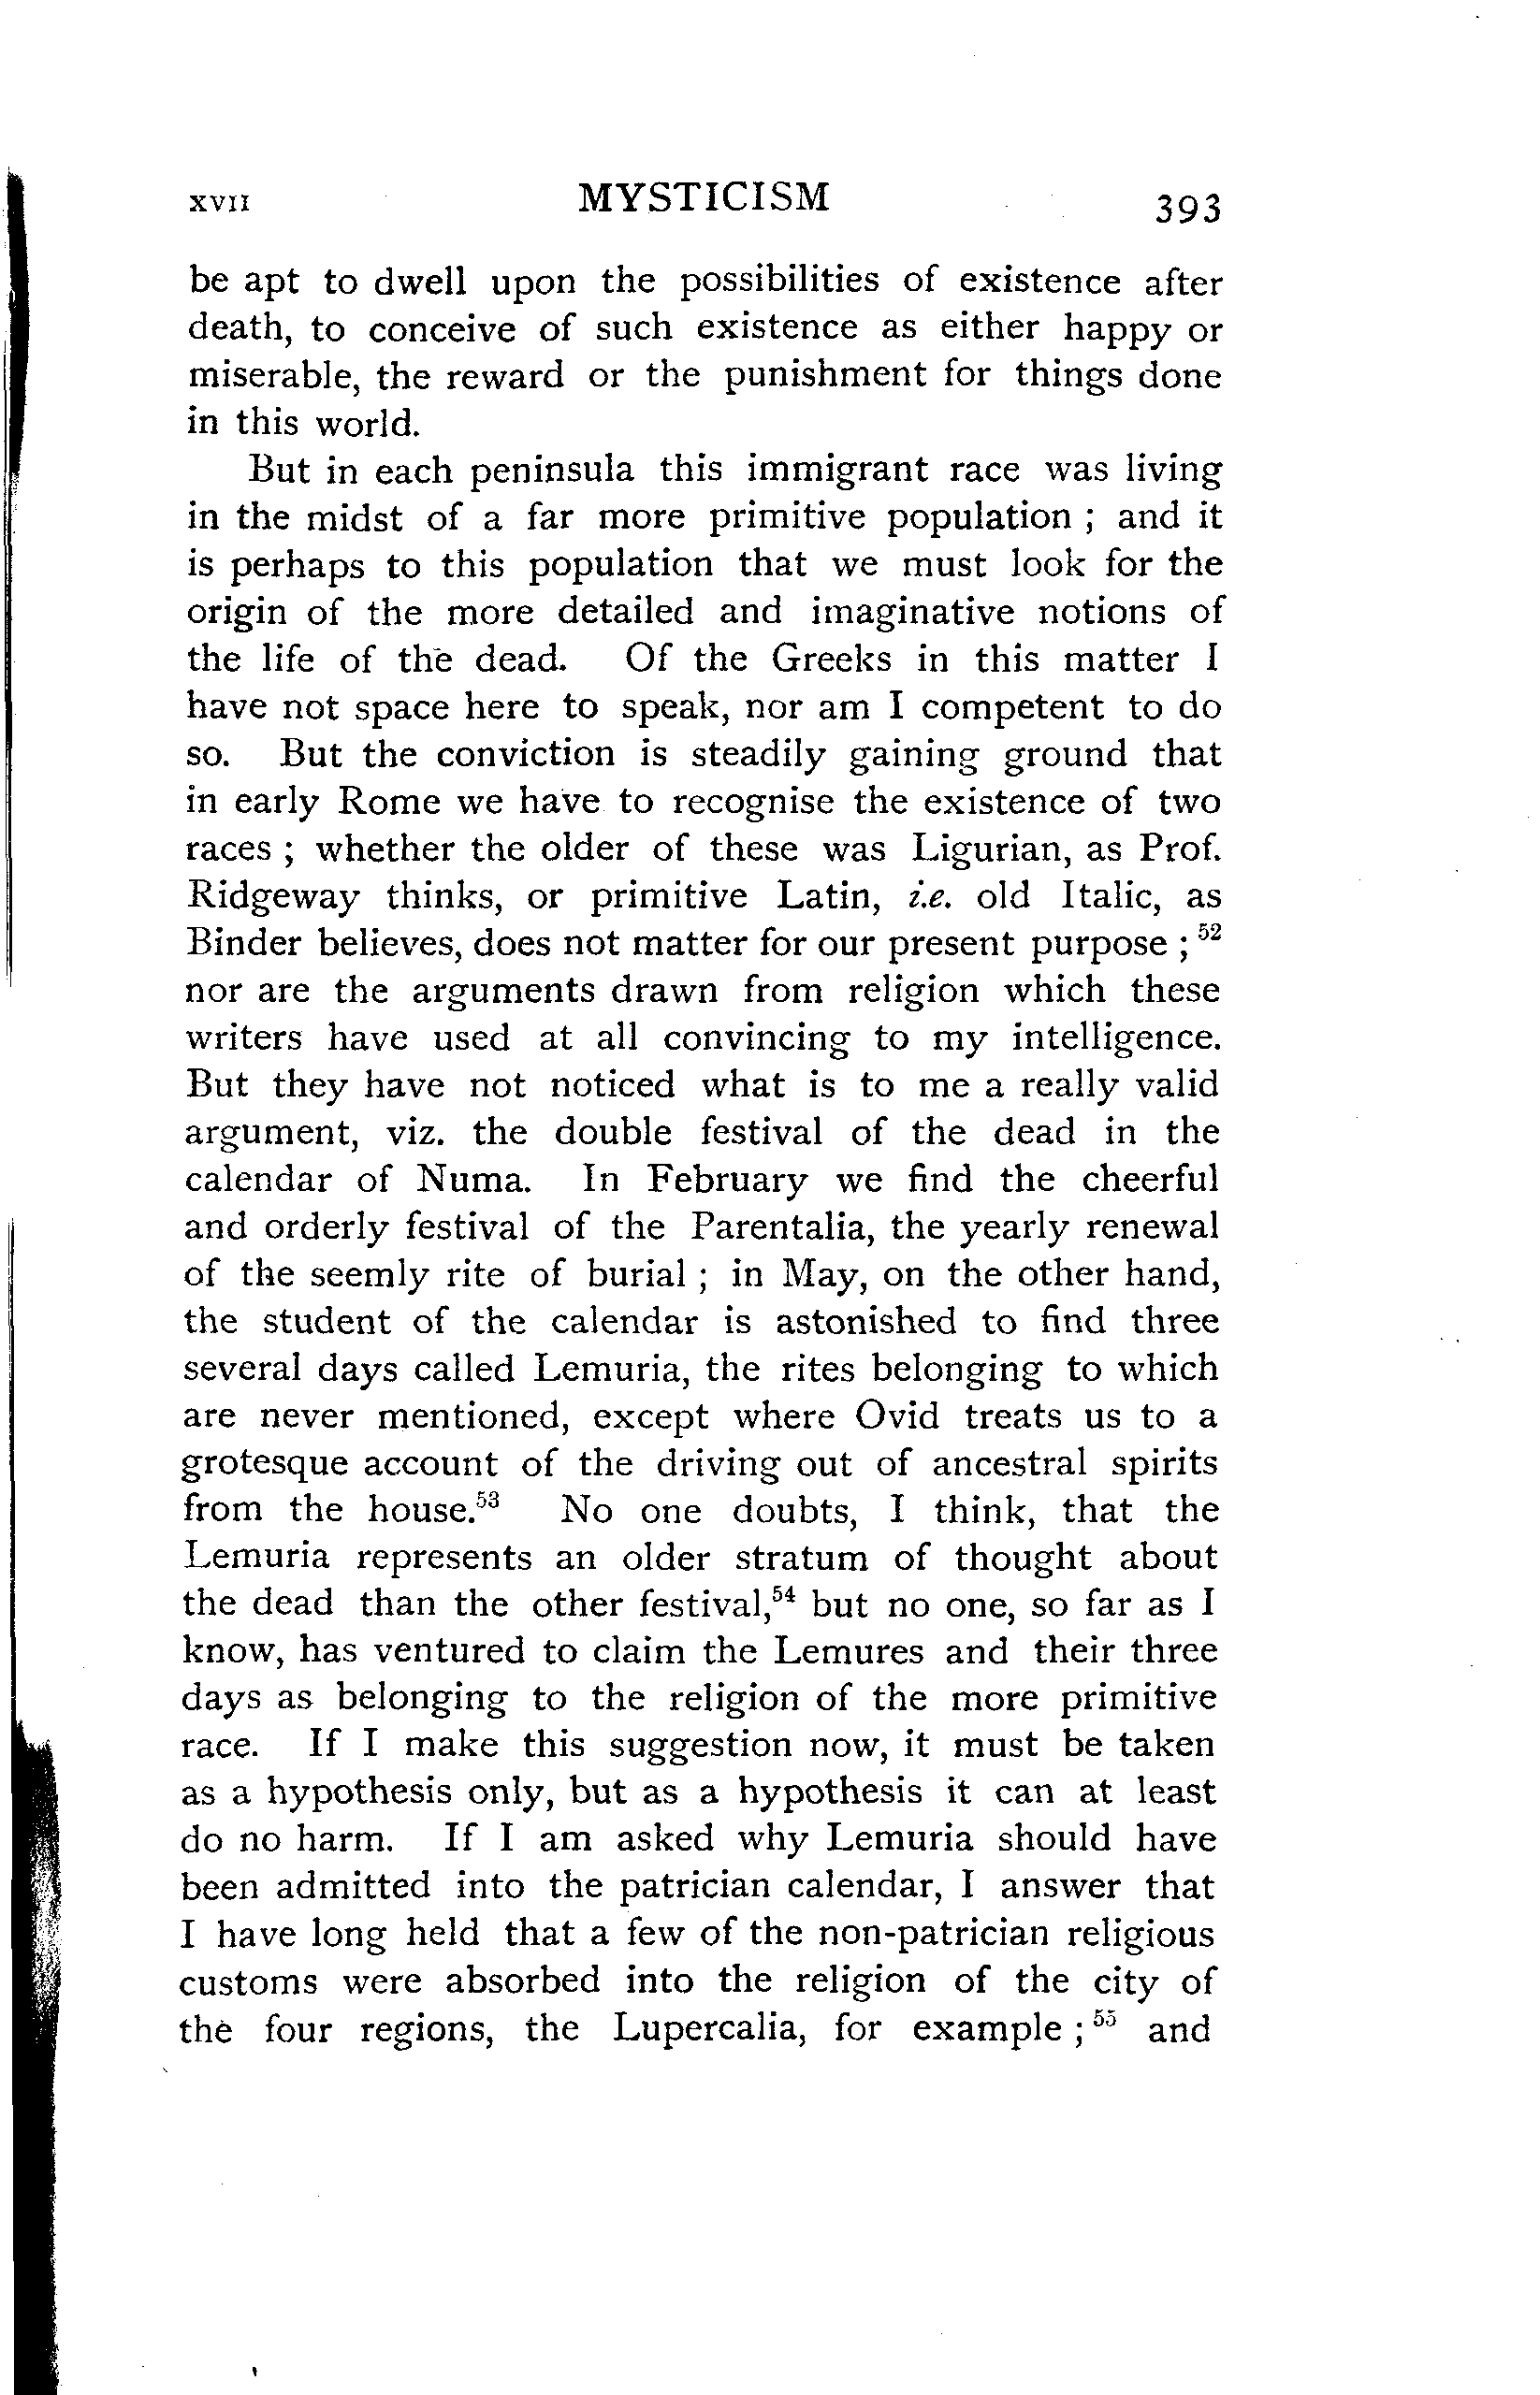 XVII MYSTICISM 393
be apt to dwell upon the possibilities of existence after
death, to conceive of such existence as either happy or
miserable, the reward or the punishment for things done
in this world.
But in each peninsula this immigrant race was living
in the midst of a far more primitive population ; and it
is perhaps to this population that we must look for the
origin of the more detailed and imaginative notions of
the life of the dead. Of the Greeks in this matter I
have not space here to speak, nor am I competent to do
so. But the conviction is steadily gaining ground that
in early Rome we have to recognise the existence of two
races ; whether the older of these was Ligurian, as Prof.
Ridgeway thinks, or primitive Latin, i.e. old Italic, as
Binder believes, does not matter for our present purpose ; 52
nor are the arguments drawn from religion which these
writers have used at all convincing to my intelligence.
But they have not noticed what is to me a really valid
argument, viz. the double festival of the dead in the
calendar of Numa. In February we find the cheerful
and orderly festival of the Parentalia, the yearly renewal
of the seemly rite of burial ; in May, on the other hand,
the student of the calendar is astonished to find three
several days called Lemuria, the rites belonging to which
are never mentioned, except where Ovid treats us to a
grotesque account of the driving out of ancestral spirits
from the house.53 No one doubts, I think, that the
Lemuria represents an older stratum of thought about
the dead than the other festival,54 but no one, so far as I
know, has ventured to claim the Lemures and their three
days as belonging to the religion of the more primitive
race. If I make this suggestion now, it must be taken
as a hypothesis only, but as a hypothesis it can at least
do no harm. If I am asked why Lemuria should have
been admitted into the patrician calendar, I answer that
I have long held that a few of the non-patrician religious
customs were absorbed into the religion of the city of
the four regions, the Lupercalia, for example ; 55 and